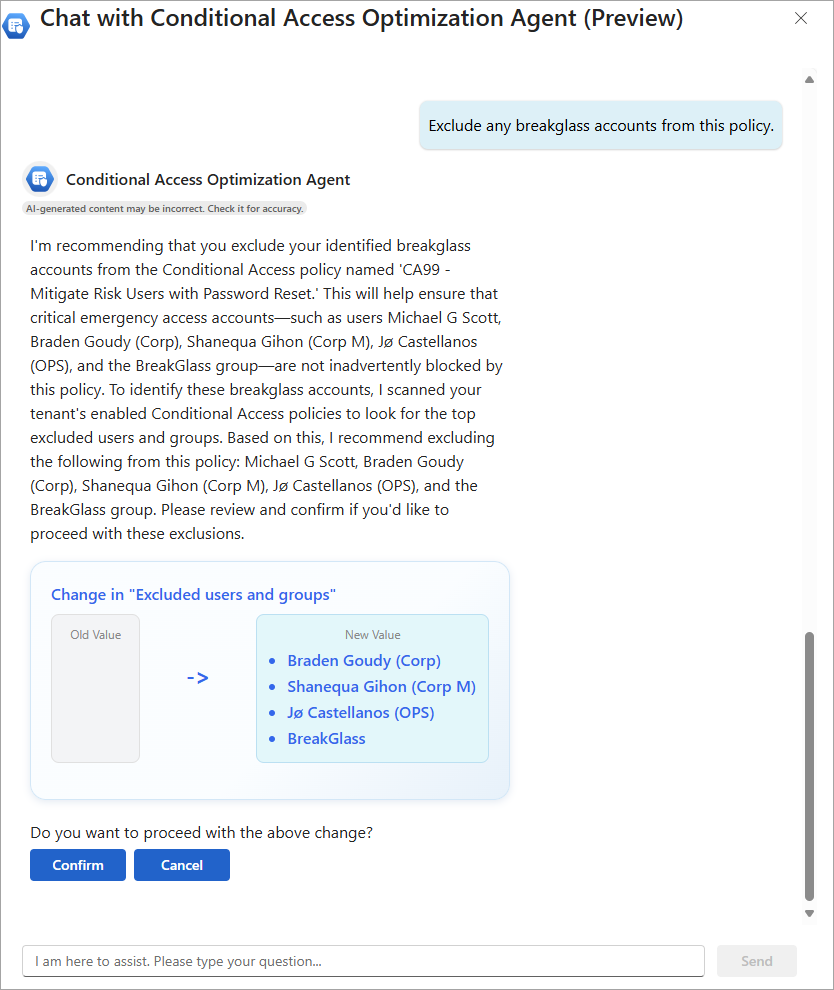 Chat with Conditional Access Optimization Agent (Preview)
Exclude any breakglass accounts from this policy.
Conditional Access Optimization Agent
AI-generated content may be incorrect. Check it for accuracy.
I'm recommending that you exclude your identified breakglass
accounts from the Conditional Access policy named 'CA99 -
Mitigate Risk Users with Password Reset.' This will help ensure that
critical emergency access accounts—such as users Michael G Scott,
Braden Goudy (Corp), Shanequa Gihon (Corp M), Jø Castellanos
(OPS), and the BreakGlass group—are not inadvertently blocked by
this policy. To identify these breakglass accounts, I scanned your
tenant's enabled Conditional Access policies to look for the top
excluded users and groups. Based on this, I recommend excluding
the following from this policy: Michael G Scott, Braden Goudy
(Corp), Shanequa Gihon (Corp M), Jø Castellanos (OPS), and the
BreakGlass group. Please review and confirm if you'd like to
proceed with these exclusions.
Change in "Excluded users and groups"
Old Value
->
New Value
• Braden Goudy (Corp)
• Shanequa Gihon (Corp M)
• Jø Castellanos (OPS)
• BreakGlass
Do you want to proceed with the above change?
Confirm
Cancel
I am here to assist. Please type your question...
Send